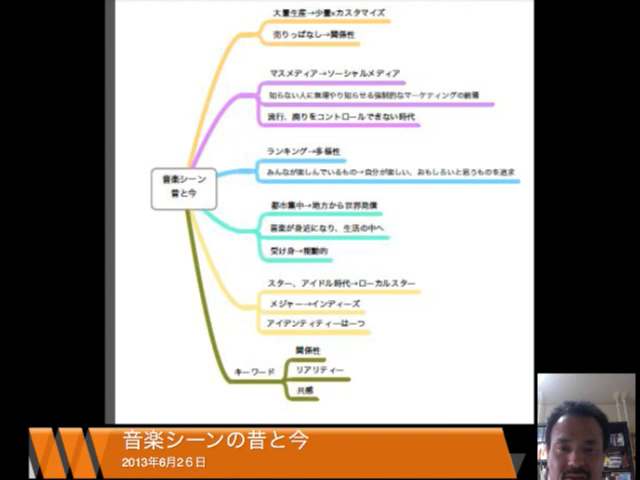 大量生産→少量×カスタマイズ
売りっぱなし→関係性
マスメディア→ソーシャルメディア
知らない人に無理やり知らせる強制的なマーケティングの終焉
流行、廃りをコントロールできない時代
ランキング→多様性
みんなが楽しんでいるもの→自分が楽しい、おもしろいと思うものを追求
音楽シーン
昔と今
都市集中→地方から世界発信
音楽が身近になり、生活の中へ
受け身→能動的
スター、アイドル時代→ローカルスター
メジャー→インディーズ
アイデンティティーは一つ
キーワード
関係性
リアリティー
共感
音楽シーンの昔と今
2013年6月26日